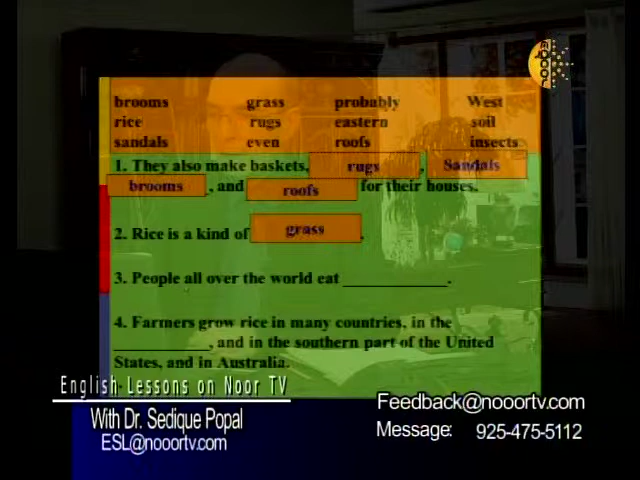 NOOR
brooms grass probably West
rice rugs eastern soil
sandals even roofs insects
1. They also make baskets, rugs , Sandals
brooms , and roofs for their houses.
2. Rice is a kind of grass .
3. People all over the world eat ____________.
4. Farmers grow rice in many countries, in the
___________, and in the southern part of the United
States, and in Australia.
English Lessons on Noor TV
With Dr. Sedique Popal
ESL@nooortv.com
Feedback@nooortv.com
Message: 925-475-5112